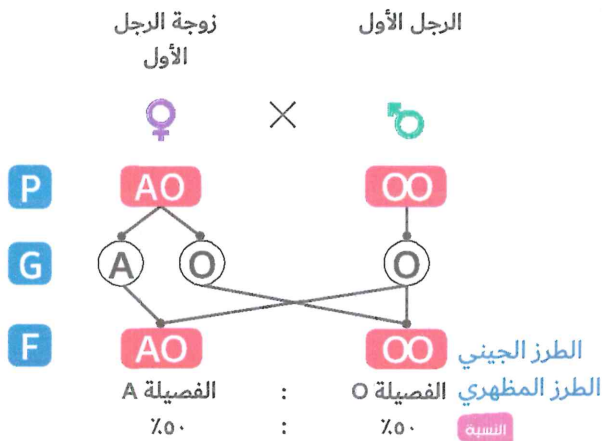 الرجل الأول
زوجة الرجل الأول
P
OO
AO
G
O
O
A
F
الطرز الجيني
OO
AO
الطرز المظهري
الفصيلة O : الفصيلة A
النسبة
٥٠٪ : ٥٠٪